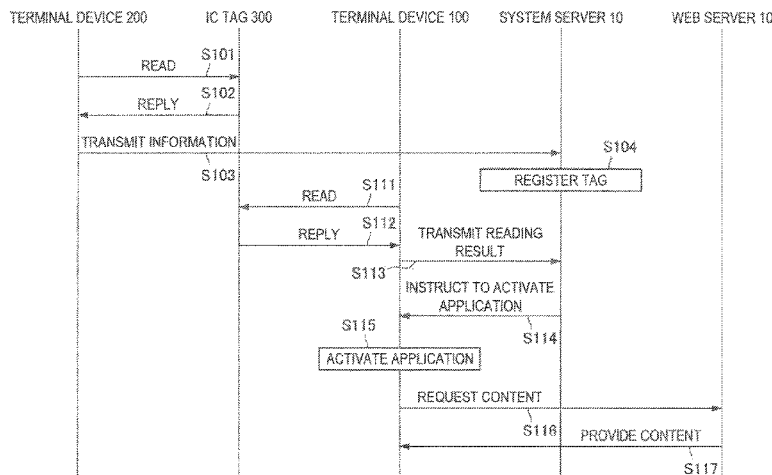 TERMINAL DEVICE 200 IC TAG 300 TERMINAL DEVICE 100 SYSTEM SERVER 10 WEB SERVER 10
S101
READ
S102
REPLY
TRANSMIT INFORMATION
S103
S104
REGISTER TAG
S111
READ
S112
REPLY
TRANSMIT READING
RESULT
S113
INSTRUCT TO ACTIVATE
APPLICATION
S114
S115
ACTIVATE APPLICATION
REQUEST CONTENT
S116
PROVIDE CONTENT
S117